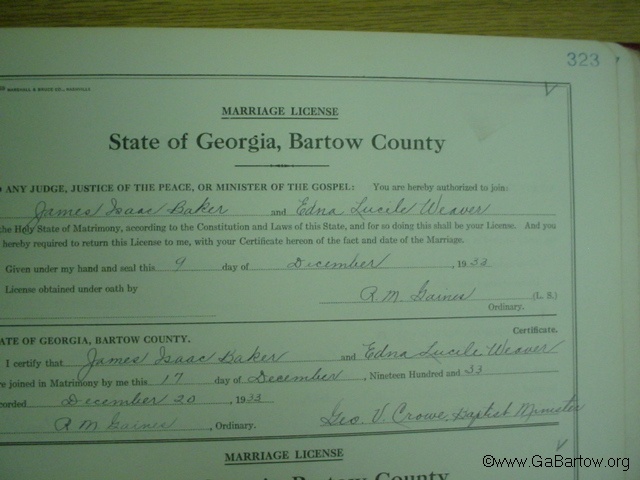 323
MARSHALL & BRUCE CO., NASHVILLE
MARRIAGE LICENSE
State of Georgia, Bartow County
ANY JUDGE, JUSTICE OF THE PEACE, OR MINISTER OF THE GOSPEL: You are hereby authorized to join:
James Isaac Baker and Edna Lucile Weaver
the Holy State of Matrimony, according to the Constitution and Laws of this State, and for so doing this shall be your License. And you
hereby required to return this License to me, with your Certificate hereon of the fact and date of the Marriage.
Given under my hand and seal this 9 day of December, 1933
License obtained under oath by
R. M. Gaines (L. S.)
Ordinary.
Certificate.
ATE OF GEORGIA, BARTOW COUNTY.
I certify that James Isaac Baker and Edna Lucile Weaver
ere joined in Matrimony by me this 17 day of December, Nineteen Hundred and 33
corded December 20, 1933
R M Gaines, Ordinary. Geo. V. Crowe, Baptist Minister
MARRIAGE LICENSE
©www.GaBartow.org